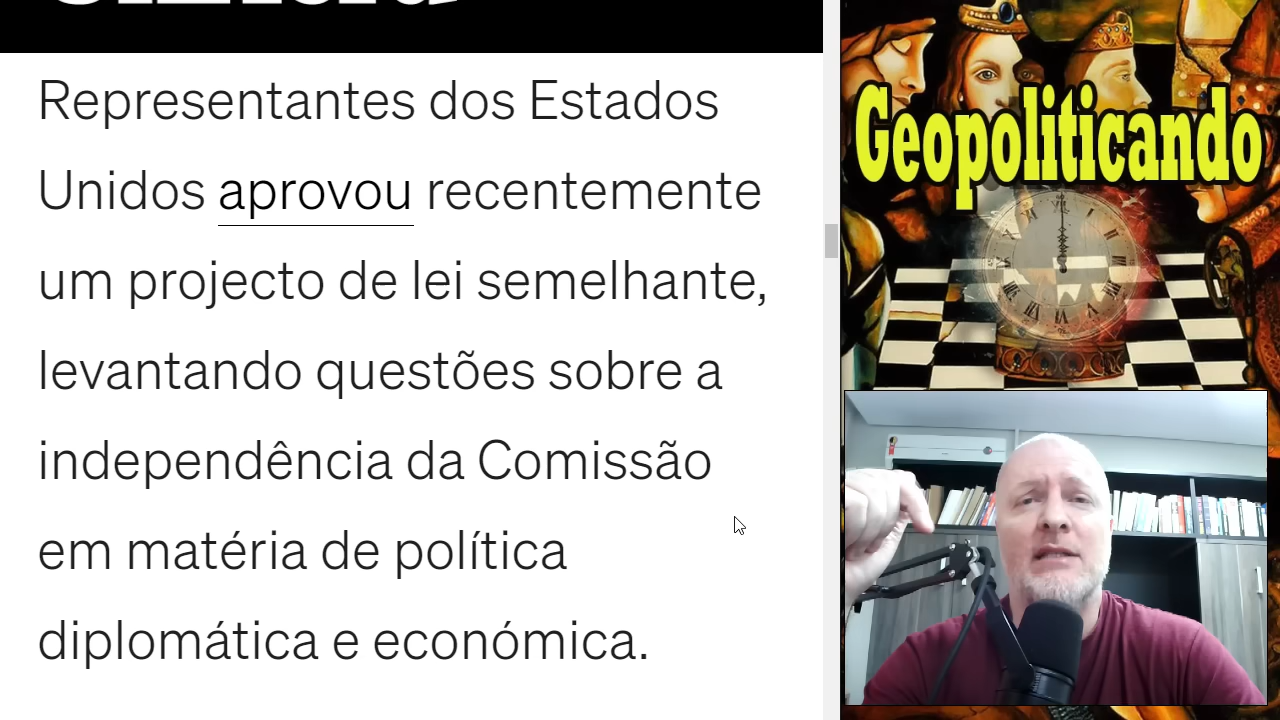 Representantes dos Estados
Unidos aprovou recentemente
um projecto de lei semelhante,
levantando questões sobre a
independência da Comissão
em matéria de política
diplomática e económica.
Geopoliticando